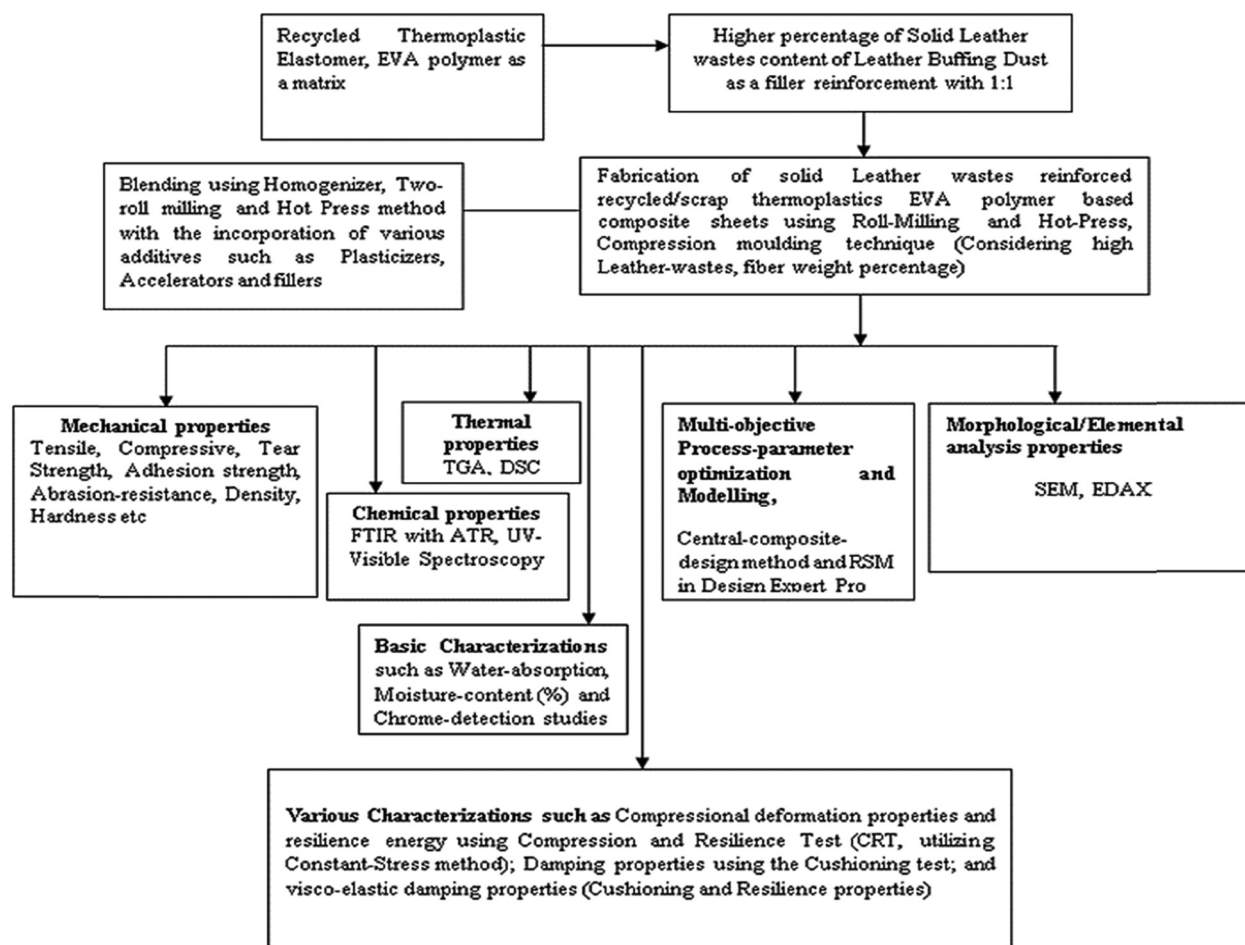 Recycled Thermoplastic
Elastomer, EVA polymer as
a matrix
Higher percentage of Solid Leather
wastes content of Leather Buffing Dust
as a filler reinforcement with 1:1
Blending using Homogenizer, Two-
roll milling and Hot Press method
with the incorporation of various
additives such as Plasticizers,
Accelerators and fillers
Fabrication of solid Leather wastes reinforced
recycled/scrap thermoplastics EVA polymer based
composite sheets using Roll-Milling and Hot-Press,
Compression moulding technique (Considering high
Leather-wastes, fiber weight percentage)
Mechanical properties
Tensile, Compressive, Tear
Strength, Adhesion strength,
Abrasion-resistance, Density,
Hardness etc
Thermal
properties
TGA, DSC
Chemical properties
FTIR with ATR, UV-
Visible Spectroscopy
Multi-objective
Process-parameter
optimization and
Modelling,
Central-composite-
design method and RSM
in Design Expert Pro
Morphological/Elemental
analysis properties
SEM, EDAX
Basic Characterizations
such as Water-absorption,
Moisture-content (%) and
Chrome-detection studies
Various Characterizations such as Compressional deformation properties and
resilience energy using Compression and Resilience Test (CRT, utilizing
Constant-Stress method); Damping properties using the Cushioning test; and
visco-elastic damping properties (Cushioning and Resilience properties)